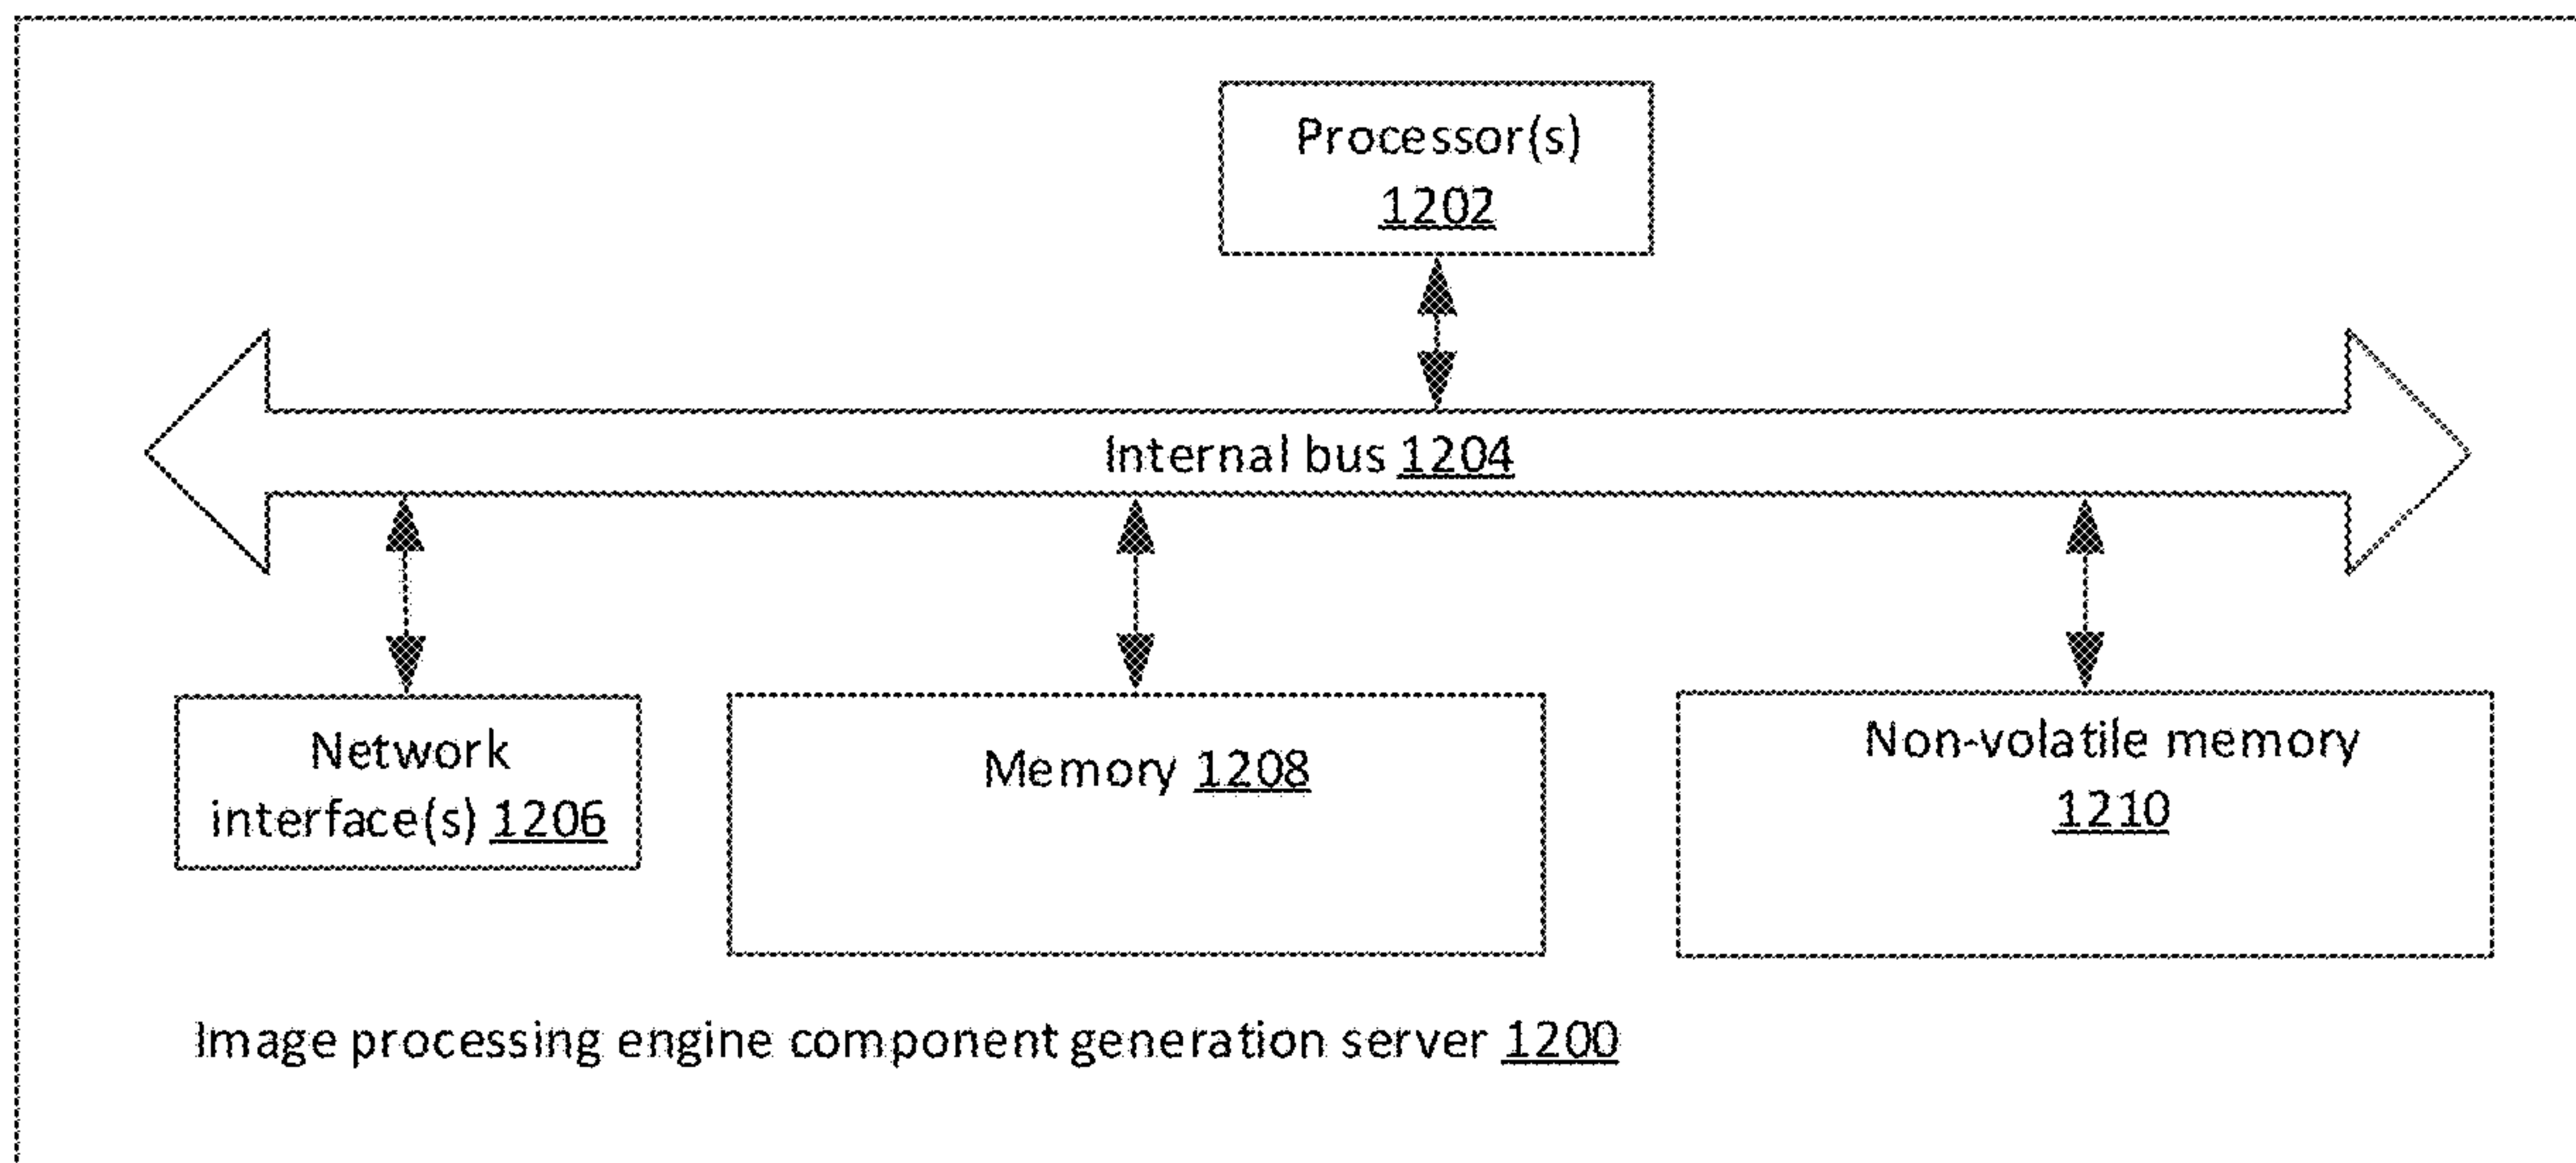 Processor(s)
1202
Internal bus 1204
Network
interface(s) 1206
Memory 1208
Non-volatile memory
1210
Image processing engine component generation server 1200